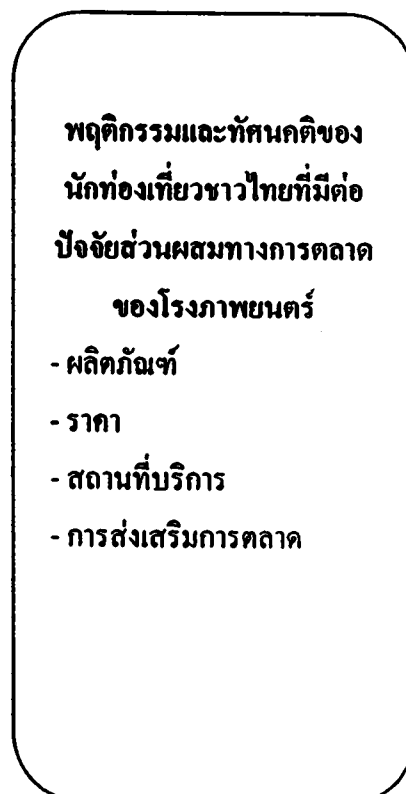 พฤติกรรมและทัศนคติของ
นักท่องเที่ยวชาวไทยที่มีต่อ
ปัจจัยส่วนผสมทางการตลาด
ของโรงภาพยนตร์
- ผลิตภัณฑ์
- ราคา
- สถานที่บริการ
- การส่งเสริมการตลาด